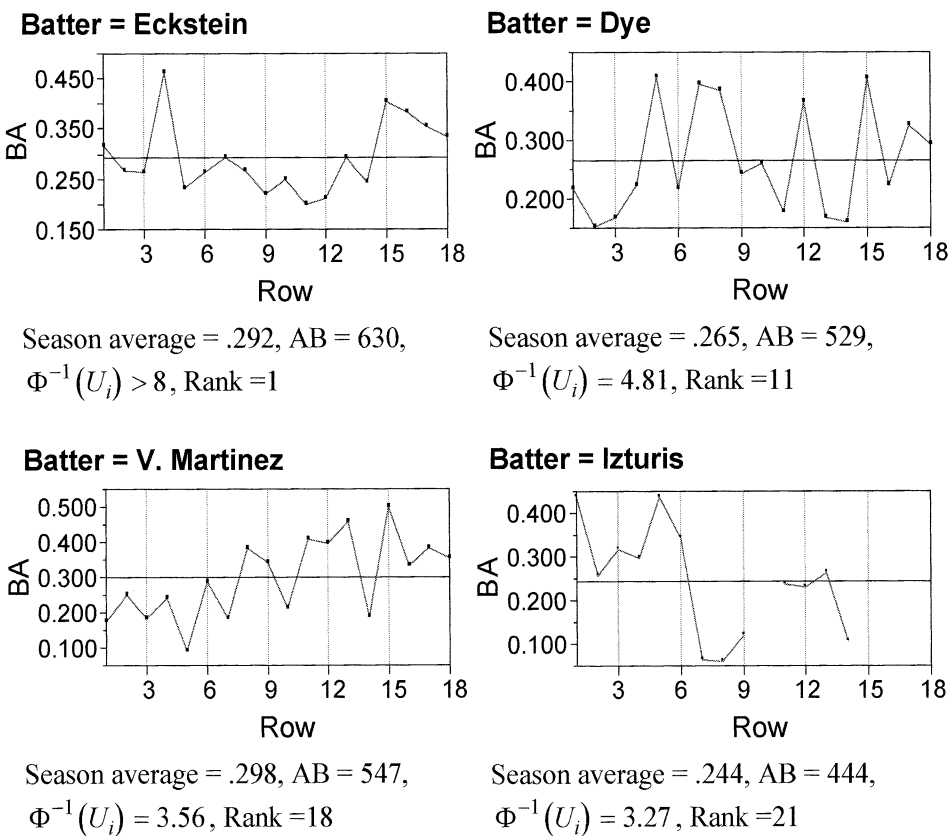 Batter = Eckstein
BA
0.450
0.350
0.250
0.150
3 6 9 12 15 18
Row
Season average = .292, AB = 630,
Φ⁻¹(Uᵢ) > 8, Rank =1
Batter = Dye
BA
0.400
0.300
0.200
3 6 9 12 15 18
Row
Season average = .265, AB = 529,
Φ⁻¹(Uᵢ) = 4.81, Rank =11
Batter = V. Martinez
BA
0.500
0.400
0.300
0.200
0.100
3 6 9 12 15 18
Row
Season average = .298, AB = 547,
Φ⁻¹(Uᵢ) = 3.56, Rank =18
Batter = Izturis
BA
0.400
0.300
0.200
0.100
3 6 9 12 15 18
Row
Season average = .244, AB = 444,
Φ⁻¹(Uᵢ) = 3.27, Rank =21